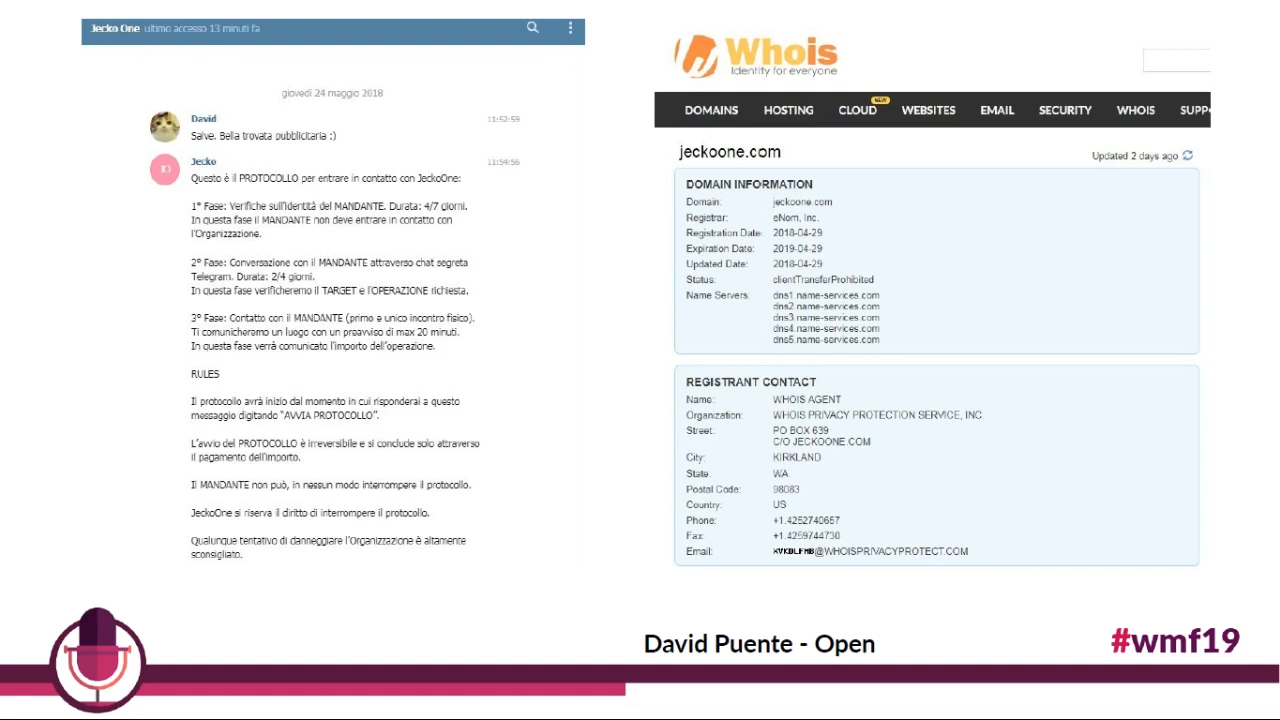 Jecko One ultimo accesso 13 minuti fa
giovedì 24 maggio 2018
David 11:52:59
Salve. Bella trovata pubblicitaria :)
JO
Jecko 11:54:56
Questo è il PROTOCOLLO per entrare in contatto con JeckoOne:
1° Fase: Verifiche sull'identità del MANDANTE. Durata: 4/7 giorni.
In questa fase il MANDANTE non deve entrare in contatto con
l'Organizzazione.
2° Fase: Conversazione con il MANDANTE attraverso chat segreta
Telegram. Durata: 2/4 giorni.
In questa fase verificheremo il TARGET e l'OPERAZIONE richiesta.
3° Fase: Contatto con il MANDANTE (primo e unico incontro fisico).
Ti comunicheremo un luogo con un preavviso di max 20 minuti.
In questa fase verrà comunicato l'importo dell'operazione.
RULES
Il protocollo avrà inizio dal momento in cui risponderai a questo
messaggio digitando "AVVIA PROTOCOLLO".
L'avvio del PROTOCOLLO è irreversibile e si conclude solo attraverso
il pagamento dell'importo.
Il MANDANTE non può, in nessun modo interrompere il protocollo.
JeckoOne si riserva il diritto di interrompere il protocollo.
Qualunque tentativo di danneggiare l'Organizzazione è altamente
sconsigliato.
Whois
Identity for everyone
NEW
DOMAINS HOSTING CLOUD WEBSITES EMAIL SECURITY WHOIS SUPP
jeckoone.com
Updated 2 days ago
DOMAIN INFORMATION
Domain: jeckoone.com
Registrar: eNom, Inc.
Registration Date: 2018-04-29
Expiration Date: 2019-04-29
Updated Date: 2018-04-29
Status: clientTransferProhibited
Name Servers: dns1.name-services.com
dns2.name-services.com
dns3.name-services.com
dns4.name-services.com
dns5.name-services.com
REGISTRANT CONTACT
Name: WHOIS AGENT
Organization: WHOIS PRIVACY PROTECTION SERVICE, INC.
Street: PO BOX 639
C/O JECKOONE.COM
City: KIRKLAND
State: WA
Postal Code: 98083
Country: US
Phone: +1.4252740657
Fax: +1.4259744730
Email: @WHOISPRIVACYPROTECT.COM
David Puente - Open
#wmf19